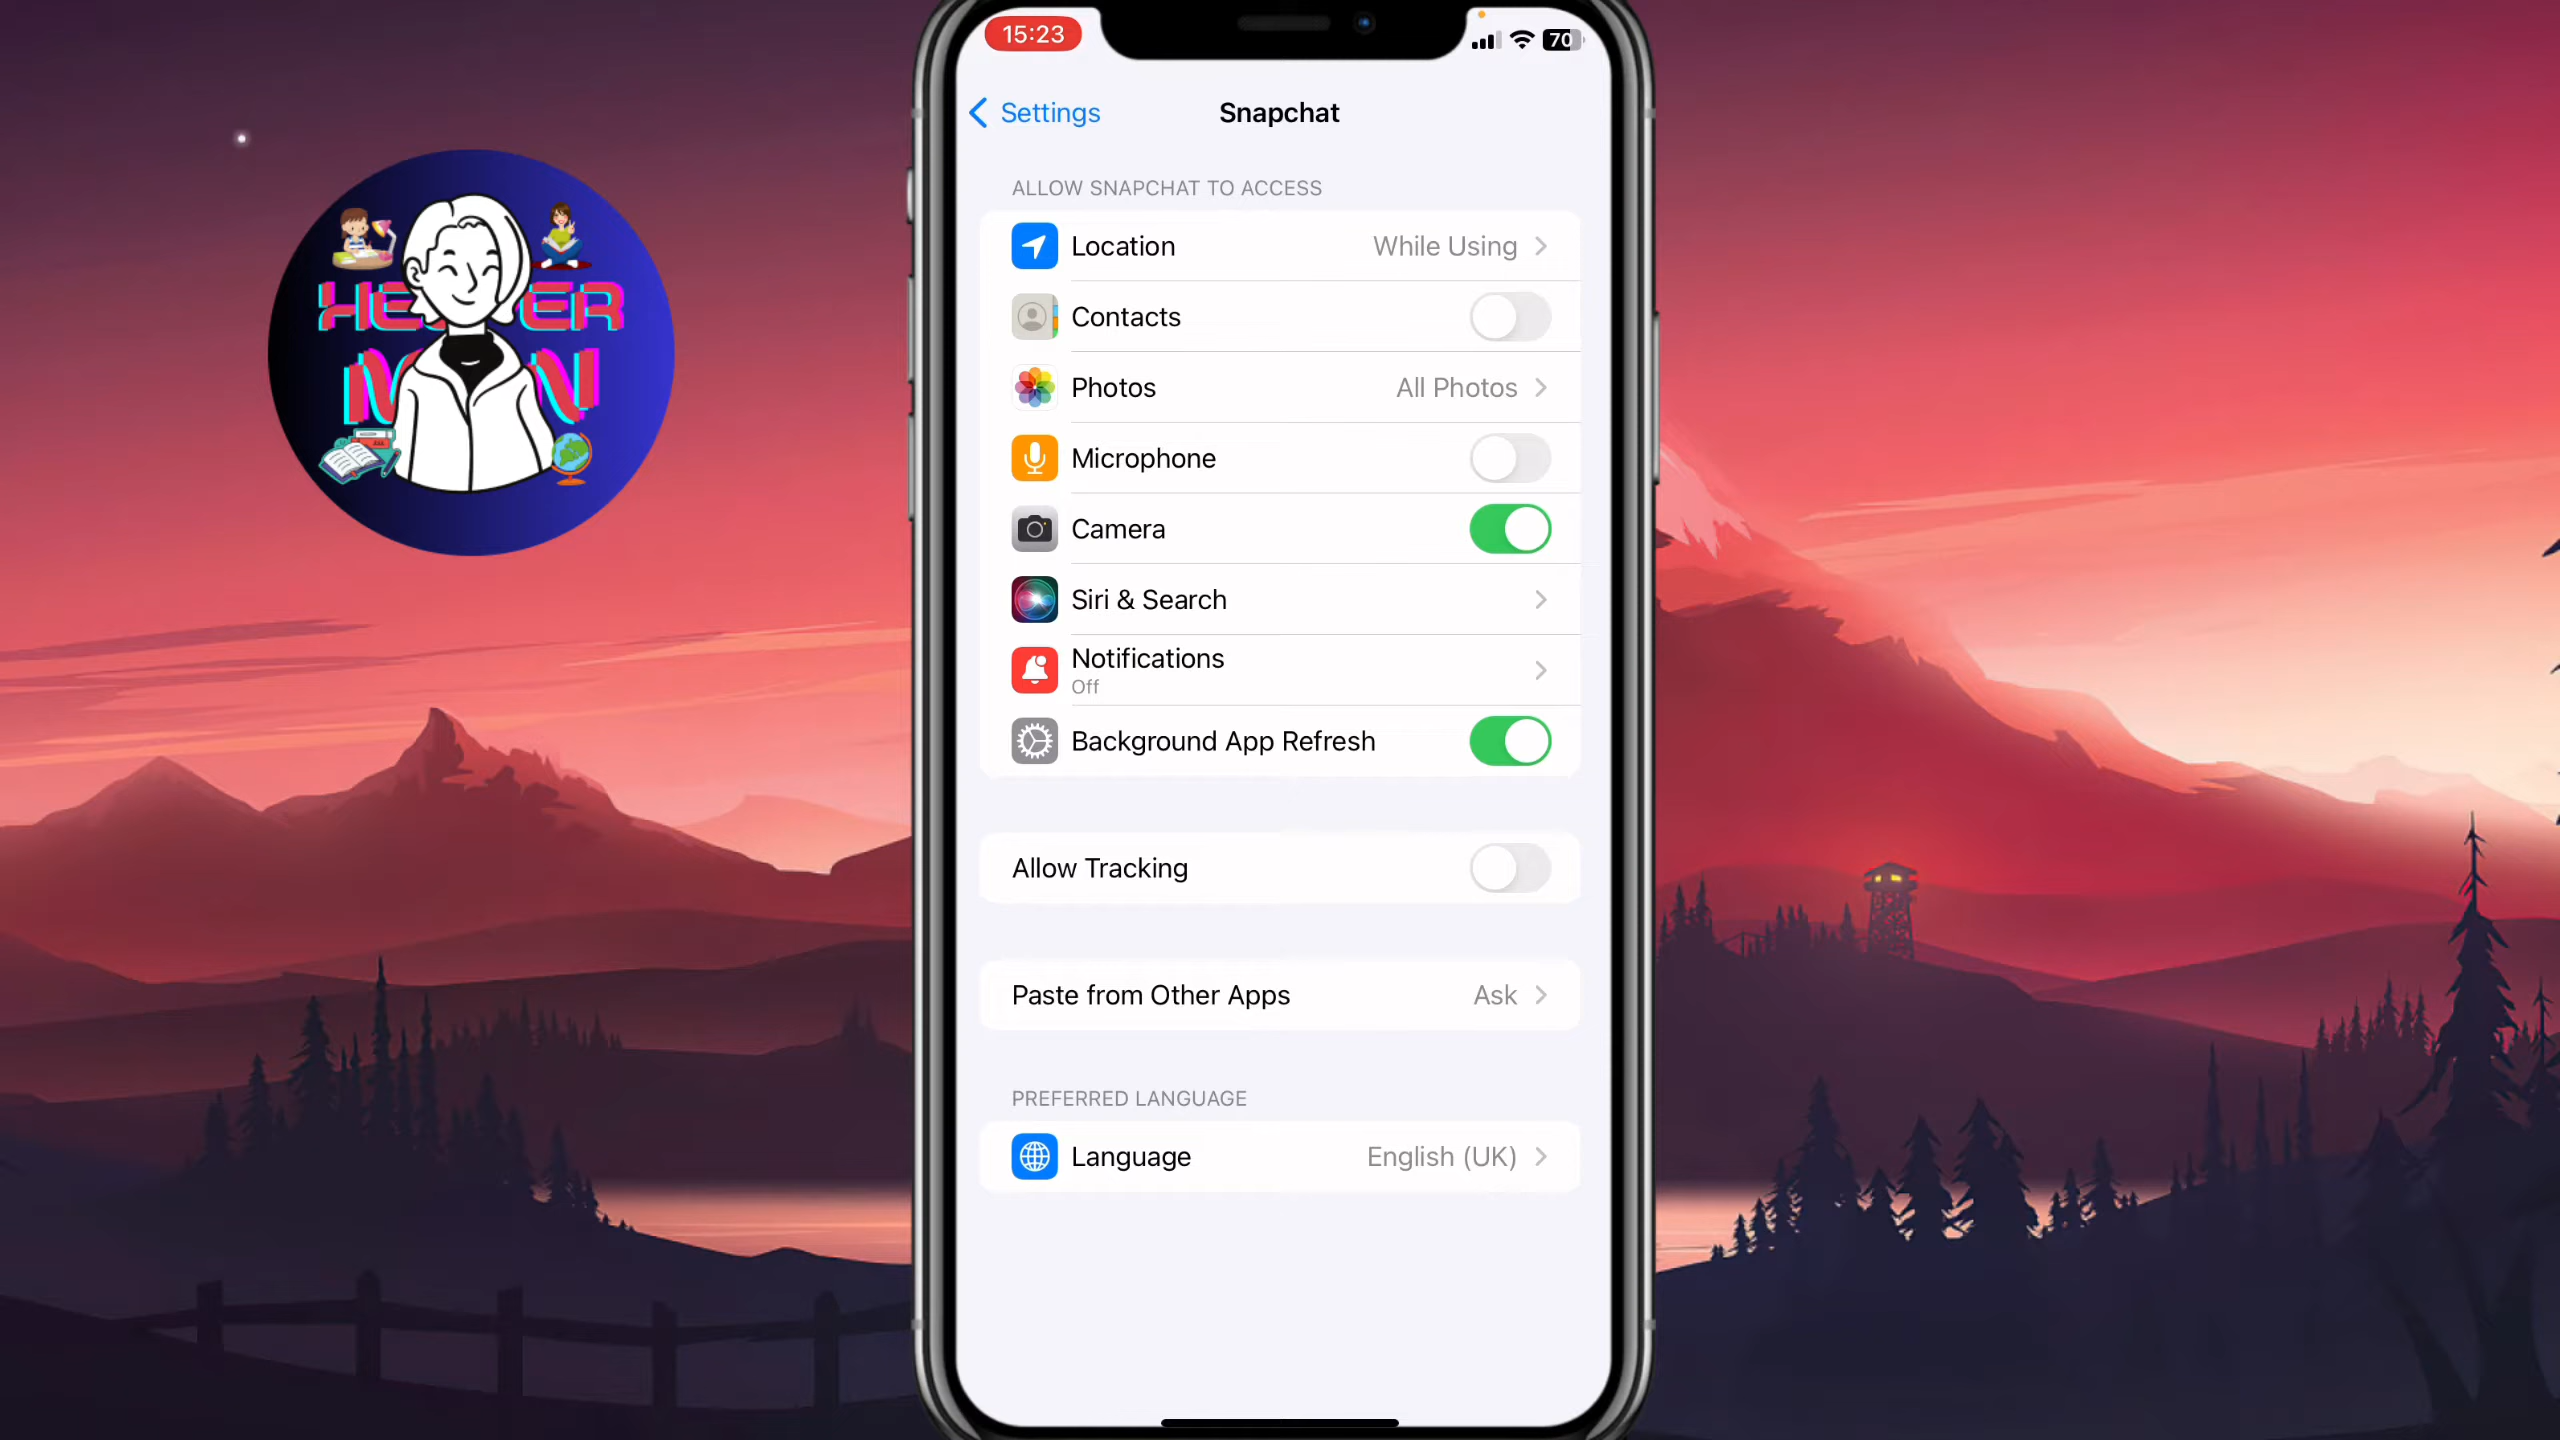 15:23
70
Settings
Snapchat
ALLOW SNAPCHAT TO ACCESS
Location
While Using
Contacts
Photos
All Photos
Microphone
Camera
Siri & Search
Notifications
Off
Background App Refresh
Allow Tracking
Paste from Other Apps
Ask
PREFERRED LANGUAGE
Language
English (UK)